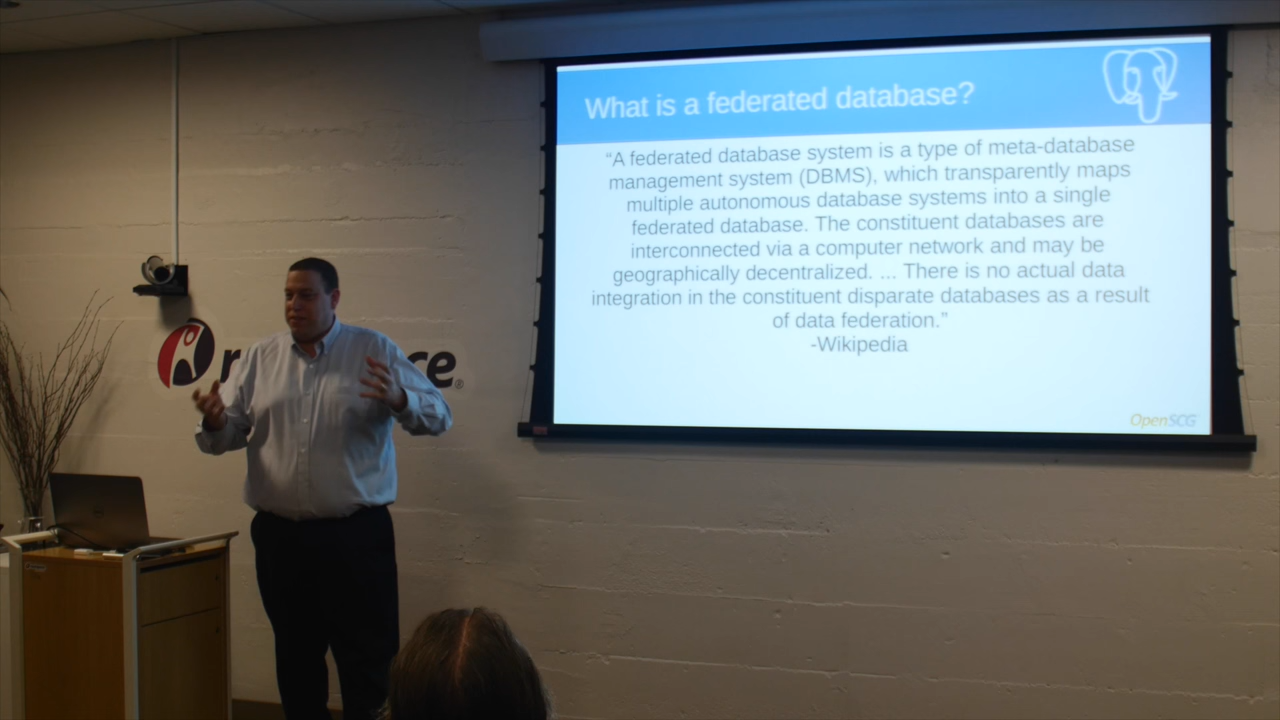 What is a federated database?
“A federated database system is a type of meta-database
management system (DBMS), which transparently maps
multiple autonomous database systems into a single
federated database. The constituent databases are
interconnected via a computer network and may be
geographically decentralized. ... There is no actual data
integration in the constituent disparate databases as a result
of data federation.”
-Wikipedia
OpenSCG